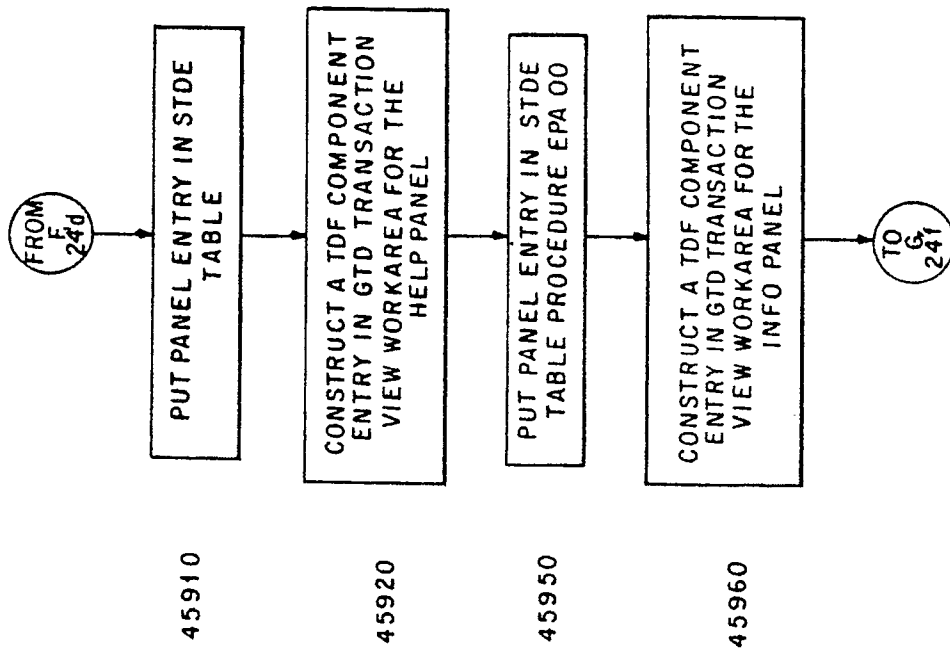 FROM
F
24d
45910
PUT PANEL ENTRY IN STDE
TABLE
45920
CONSTRUCT A TDF COMPONENT
ENTRY IN GTD TRANSACTION
VIEW WORKAREA FOR THE
HELP PANEL
45950
PUT PANEL ENTRY IN STDE
TABLE PROCEDURE EPA 00
45960
CONSTRUCT A TDF COMPONENT
ENTRY IN GTD TRANSACTION
VIEW WORKAREA FOR THE
INFO PANEL
TO
G
24f